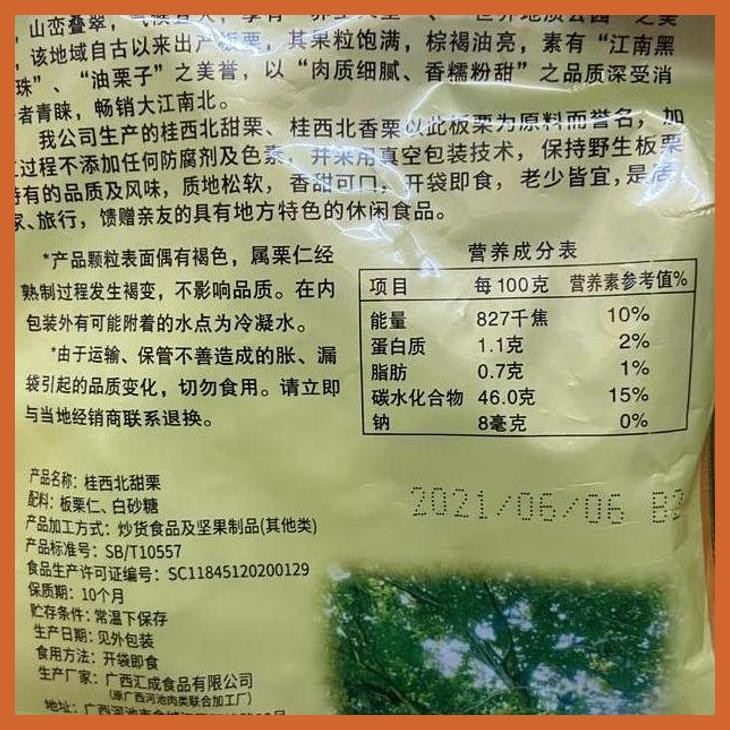 山峦叠翠，气候宜人，享有“养生天堂”、“世界地质公园”之美
，该地域自古以来出产板栗，其果粒饱满，棕褐油亮，素有“江南黑
珠”、“油栗子”之美誉，以“肉质细腻、香糯粉甜”之品质深受消
者青睐，畅销大江南北。
我公司生产的桂西北甜栗、桂西北香栗以此板栗为原料而誉名，加
工过程不添加任何防腐剂及色素，并采用真空包装技术，保持野生板栗
特有的品质及风味，质地松软，香甜可口，开袋即食，老少皆宜，是居
家、旅行，馈赠亲友的具有地方特色的休闲食品。
*产品颗粒表面偶有褐色，属栗仁经
熟制过程发生褐变，不影响品质。在内
包装外有可能附着的水点为冷凝水。
*由于运输、保管不善造成的胀、漏
袋引起的品质变化，切勿食用。请立即
与当地经销商联系退换。
营养成分表
项目 每100克 营养素参考值%
能量 827千焦 10%
蛋白质 1.1克 2%
脂肪 0.7克 1%
碳水化合物 46.0克 15%
钠 8毫克 0%
2021/06/06 B2
产品名称：桂西北甜栗
配料：板栗仁、白砂糖
产品加工方式：炒货食品及坚果制品(其他类)
产品标准号：SB/T10557
食品生产许可证编号：SC11845120200129
保质期：10个月
贮存条件：常温下保存
生产日期：见外包装
食用方法：开袋即食
生产厂家：广西汇成食品有限公司
（原广西河池肉类联合加工厂）
地址：广西河池市金城江区